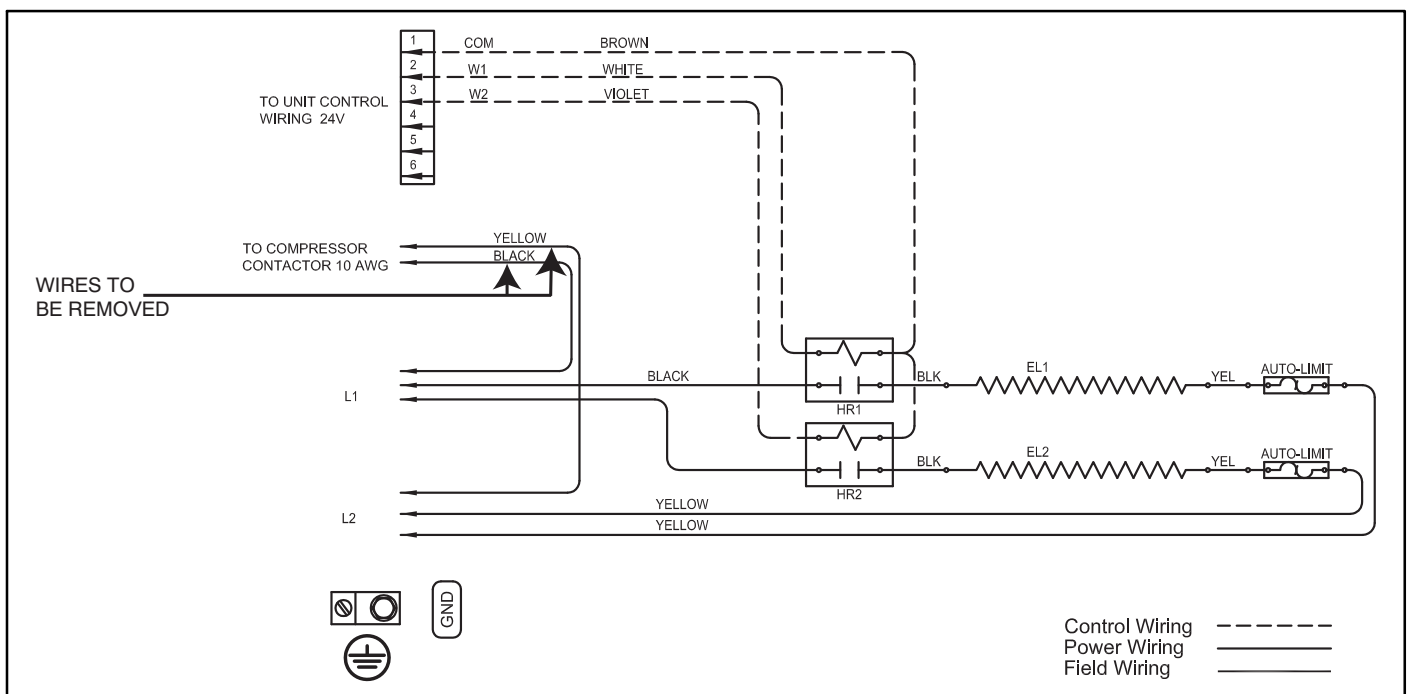 1 COM BROWN
2 W1 WHITE
3 W2 VIOLET
TO UNIT CONTROL
WIRING 24V
4
5
6
YELLOW
TO COMPRESSOR
CONTACTOR 10 AWG
BLACK
WIRES TO
BE REMOVED
BLACK
HR1
BLK
EL1
YEL
AUTO-LIMIT
L1
HR2
BLK
EL2
YEL
AUTO-LIMIT
YELLOW
L2
YELLOW
GND
Control Wiring
Power Wiring
Field Wiring